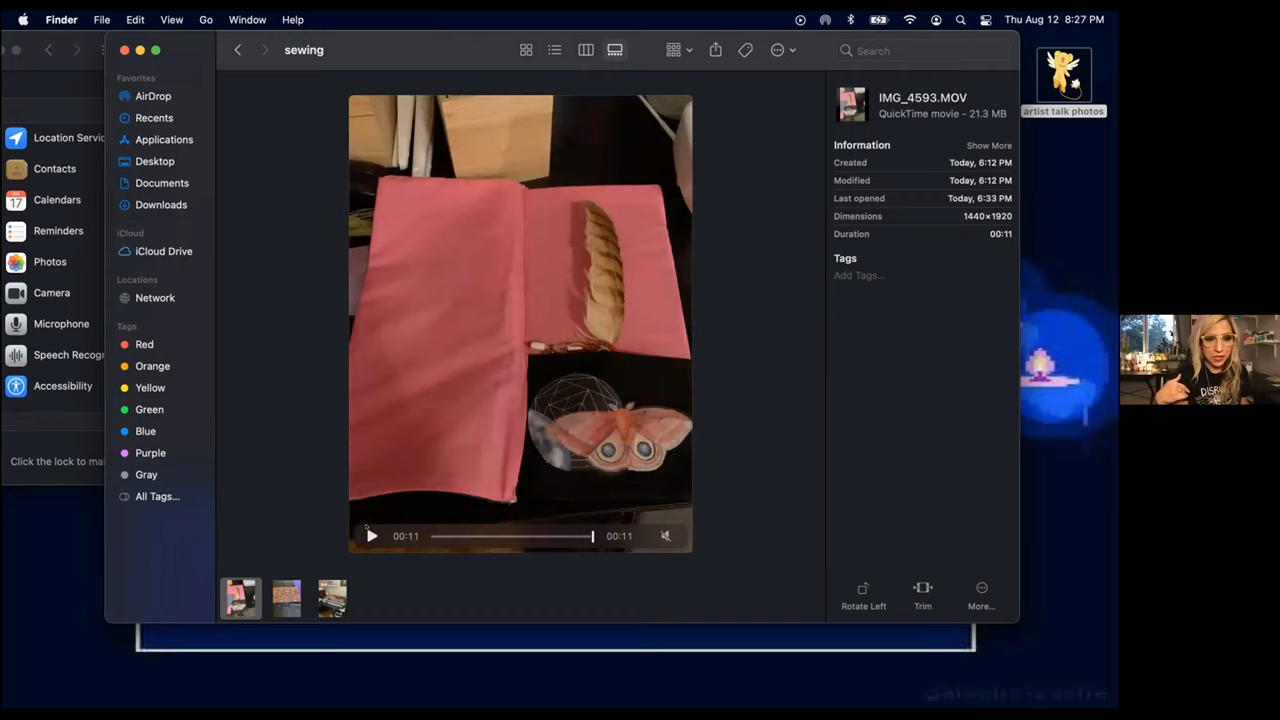 Finder File Edit View Go Window Help Thu Aug 12 8:27 PM
sewing Search
Location Servic
Contacts
17 Calendars
Reminders
Photos
Camera
Microphone
Speech Recog
Accessibility
Click the lock to mal
Favorites
AirDrop
Recents
Applications
Desktop
Documents
Downloads
iCloud
iCloud Drive
Locations
Network
Tags
Red
Orange
Yellow
Green
Blue
Purple
Gray
All Tags...
00:11 00:11
IMG_4593.MOV
QuickTime movie - 21.3 MB
Information Show More
Created Today, 6:12 PM
Modified Today, 6:12 PM
Last opened Today, 6:33 PM
Dimensions 1440×1920
Duration 00:11
Tags
Add Tags...
Rotate Left Trim More...
artist talk photos